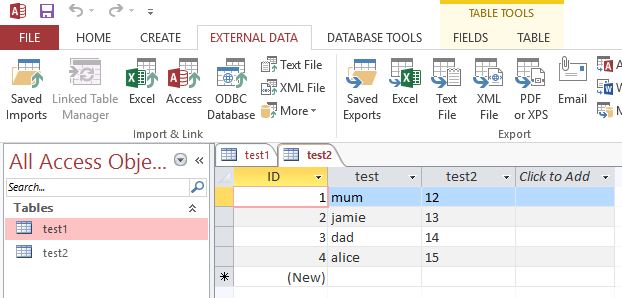 TABLE TOOLS
FILE HOME CREATE EXTERNAL DATA DATABASE TOOLS FIELDS TABLE
Saved Imports
Linked Table Manager
Excel
Access
ODBC Database
Text File
XML File
More
Import & Link
Saved Exports
Excel
Text File
XML File
PDF or XPS
Email
A
W
M
Export
All Access Obje...
Search...
Tables
test1
test2
test1 test2
ID test test2 Click to Add
1 mum 12
2 jamie 13
3 dad 14
4 alice 15
* (New)